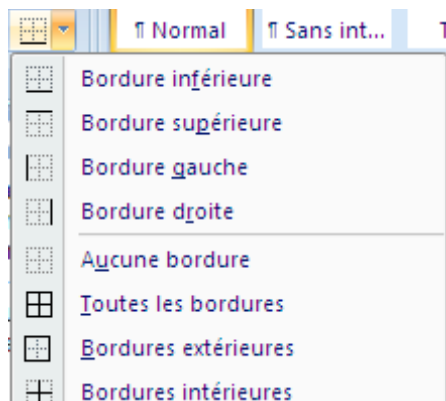 ¶ Normal ¶ Sans int... T
Bordure inférieure
Bordure supérieure
Bordure gauche
Bordure droite
Aucune bordure
Toutes les bordures
Bordures extérieures
Bordures intérieures